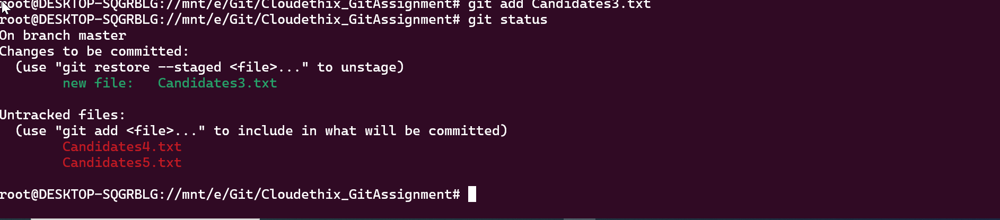 root@DESKTOP-SQGRBLG://mnt/e/Git/Cloudethix_GitAssignment# git add Candidates3.txt
root@DESKTOP-SQGRBLG://mnt/e/Git/Cloudethix_GitAssignment# git status
On branch master
Changes to be committed:
  (use "git restore --staged <file>..." to unstage)
        new file:   Candidates3.txt

Untracked files:
  (use "git add <file>..." to include in what will be committed)
        Candidates4.txt
        Candidates5.txt

root@DESKTOP-SQGRBLG://mnt/e/Git/Cloudethix_GitAssignment#